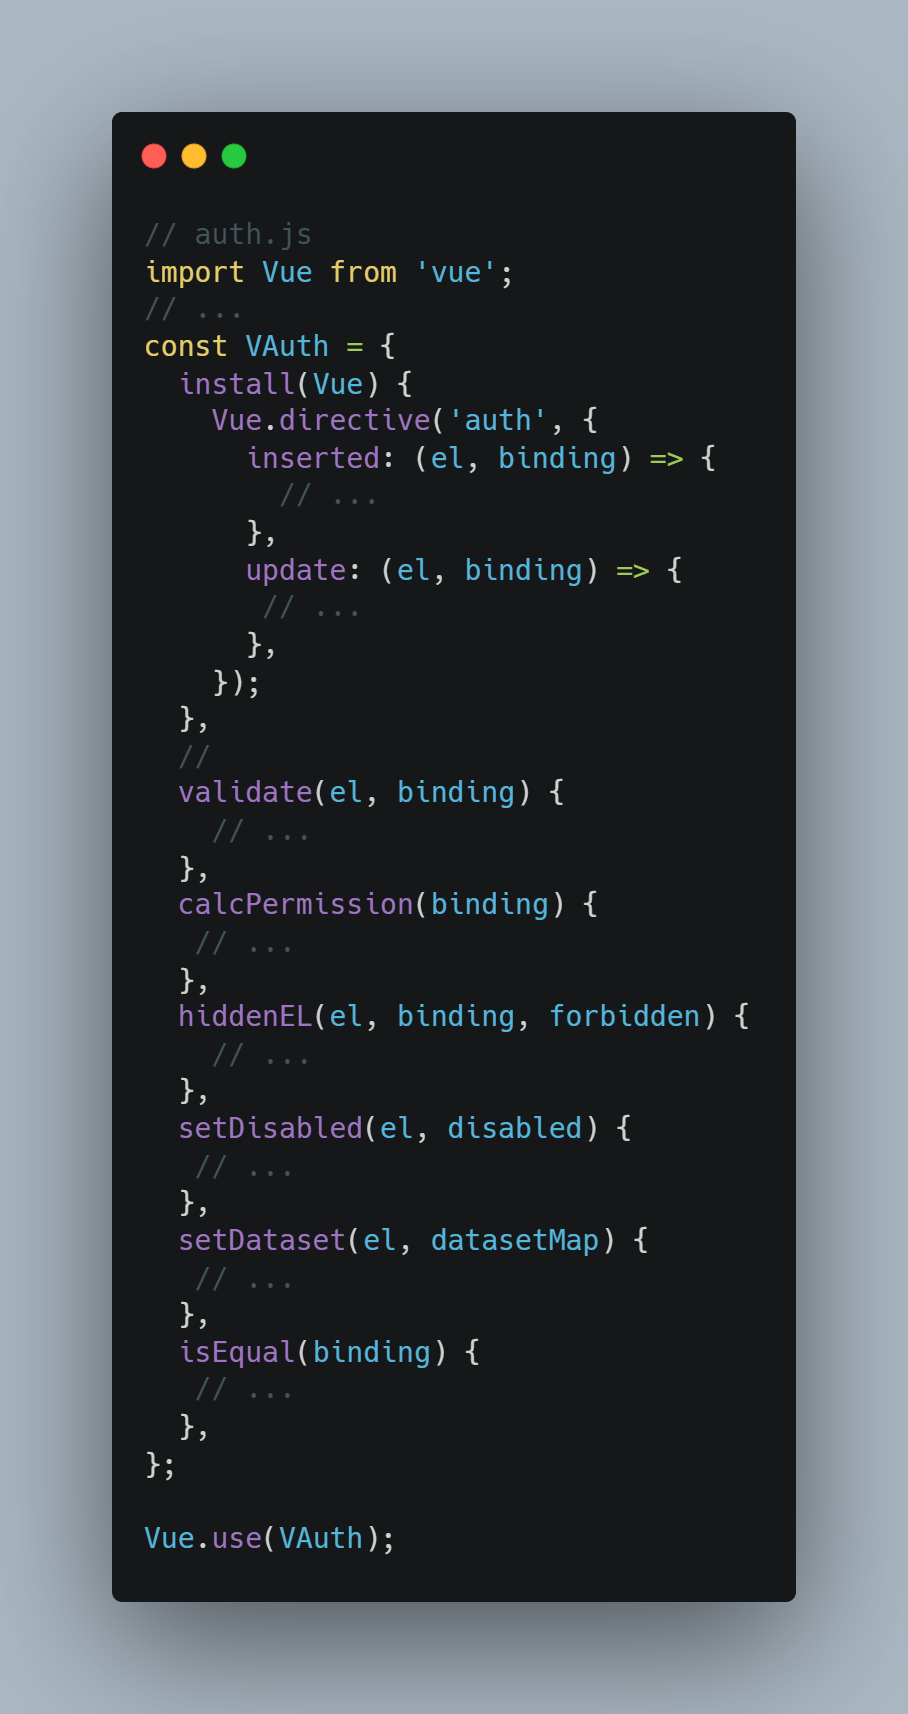 // auth.js
import Vue from 'vue';
// ...
const VAuth = {
  install(Vue) {
    Vue.directive('auth', {
      inserted: (el, binding) => {
        // ...
      },
      update: (el, binding) => {
       // ...
      },
    });
  },
  //
  validate(el, binding) {
    // ...
  },
  calcPermission(binding) {
   // ...
  },
  hiddenEL(el, binding, forbidden) {
    // ...
  },
  setDisabled(el, disabled) {
   // ...
  },
  setDataset(el, datasetMap) {
   // ...
  },
  isEqual(binding) {
   // ...
  },
};

Vue.use(VAuth);